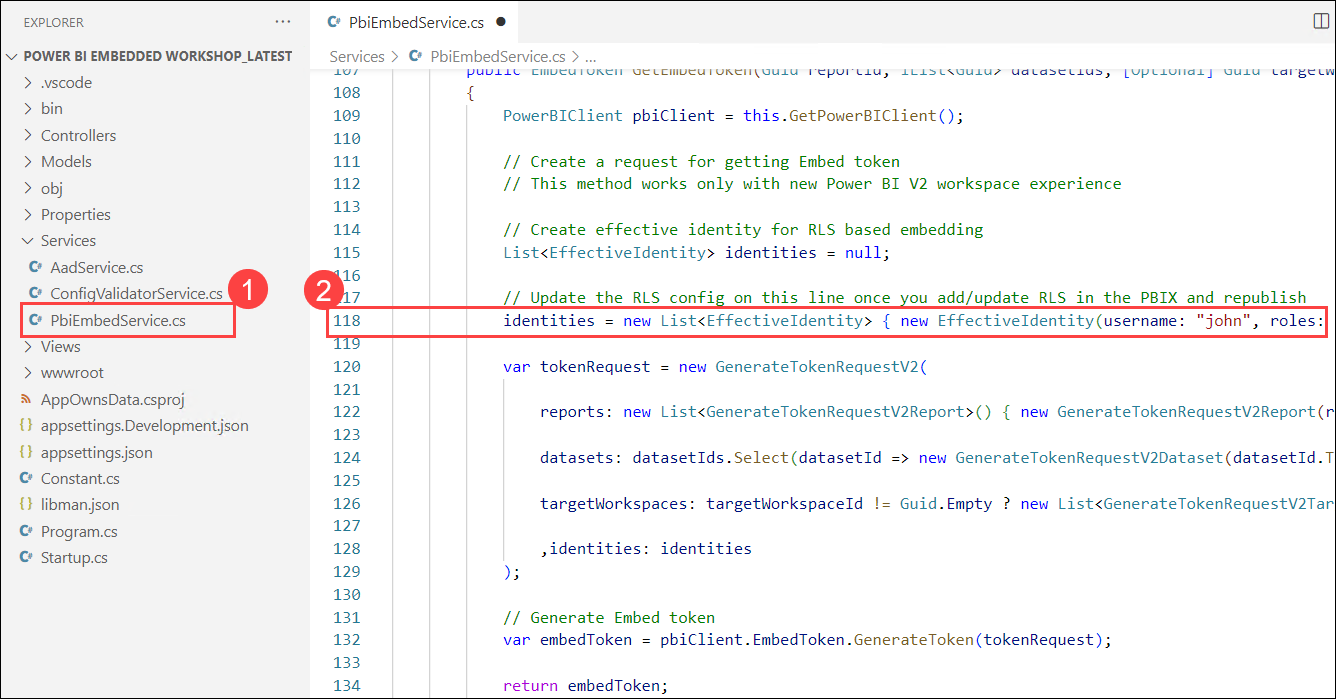 EXPLORER
...
POWER BI EMBEDDED WORKSHOP_LATEST
.vscode
bin
Controllers
Models
obj
Properties
Services
AadService.cs
ConfigValidatorService.cs
1
PbiEmbedService.cs
Views
wwwroot
AppOwnsData.csproj
{} appsettings.Development.json
{} appsettings.json
Constant.cs
{} libman.json
Program.cs
Startup.cs
PbiEmbedService.cs ●
Services > PbiEmbedService.cs > ...
107 public EmbedToken GetEmbedToken(Guid reportId, IList<Guid> datasetIds, [Optional] Guid targetW
108 {
109 PowerBIClient pbiClient = this.GetPowerBIClient();
110
111 // Create a request for getting Embed token
112 // This method works only with new Power BI V2 workspace experience
113
114 // Create effective identity for RLS based embedding
115 List<EffectiveIdentity> identities = null;
116
2
117 // Update the RLS config on this line once you add/update RLS in the PBIX and republish
118 identities = new List<EffectiveIdentity> { new EffectiveIdentity(username: "john", roles:
119
120 var tokenRequest = new GenerateTokenRequestV2(
121
122 reports: new List<GenerateTokenRequestV2Report>() { new GenerateTokenRequestV2Report(r
123
124 datasets: datasetIds.Select(datasetId => new GenerateTokenRequestV2Dataset(datasetId.T
125
126 targetWorkspaces: targetWorkspaceId != Guid.Empty ? new List<GenerateTokenRequestV2Tar
127
128 ,identities: identities
129 );
130
131 // Generate Embed token
132 var embedToken = pbiClient.EmbedToken.GenerateToken(tokenRequest);
133
134 return embedToken;